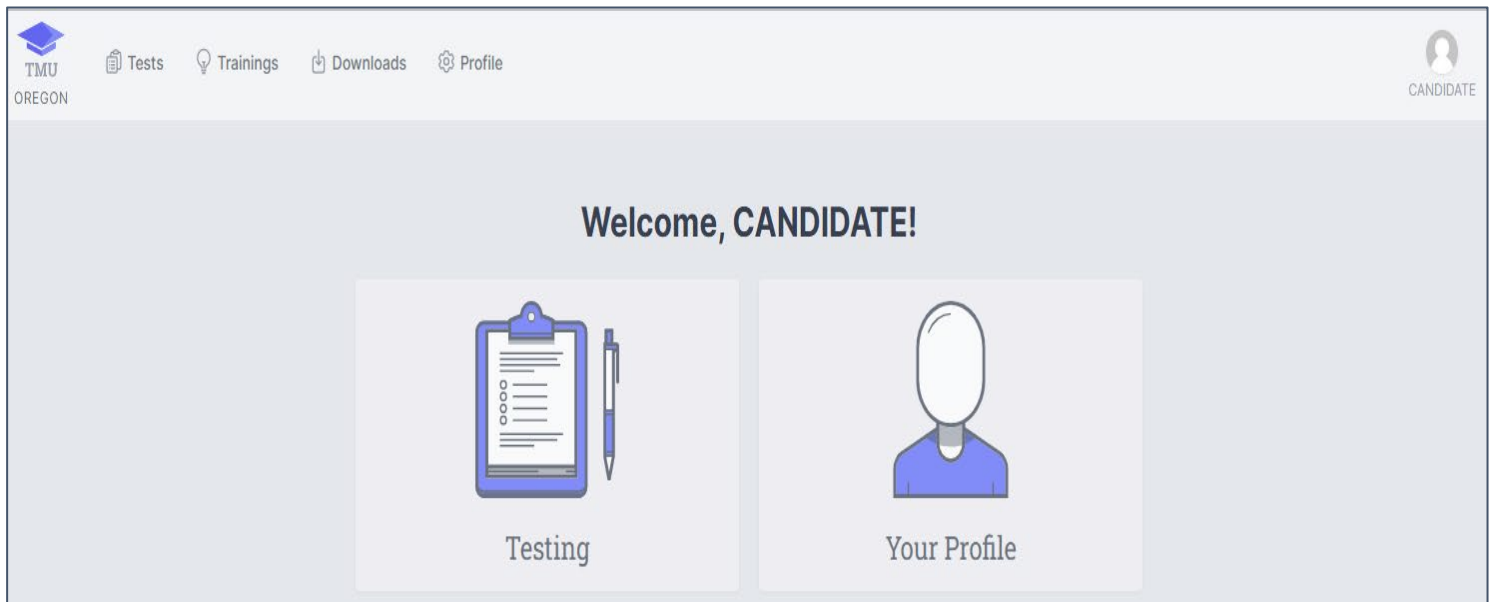 TMU
OREGON
Tests Trainings Downloads Profile
CANDIDATE
Welcome, CANDIDATE!
Testing
Your Profile